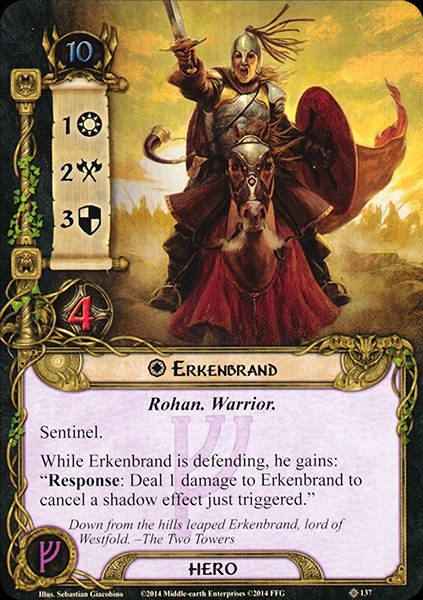 10
1
2
3
4
Erkenbrand
Rohan. Warrior.
Sentinel.
While Erkenbrand is defending, he gains:
“Response: Deal 1 damage to Erkenbrand to
cancel a shadow effect just triggered.”
Down from the hills leaped Erkenbrand, lord of
Westfold. –The Two Towers
HERO
Illus. Sebastian Giacobino ©2014 Middle-earth Enterprises ©2014 FFG 137